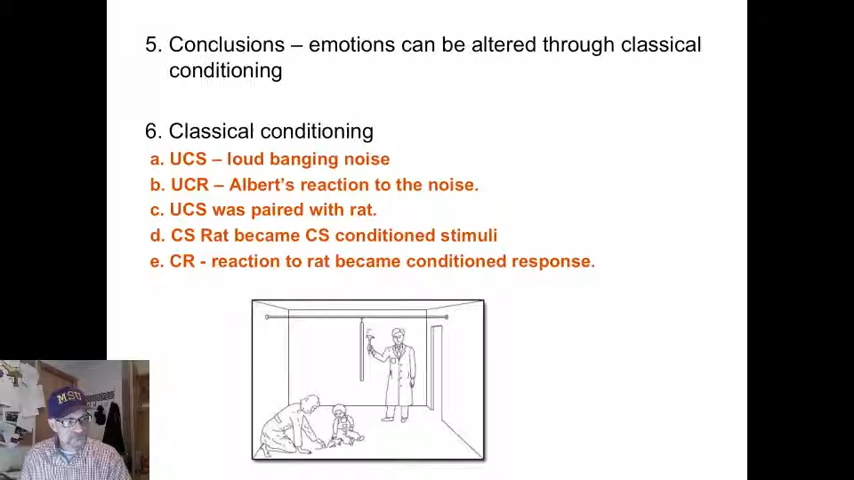 5. Conclusions – emotions can be altered through classical
conditioning
6. Classical conditioning
a. UCS – loud banging noise
b. UCR – Albert's reaction to the noise.
c. UCS was paired with rat.
d. CS Rat became CS conditioned stimuli
e. CR - reaction to rat became conditioned response.
MSU